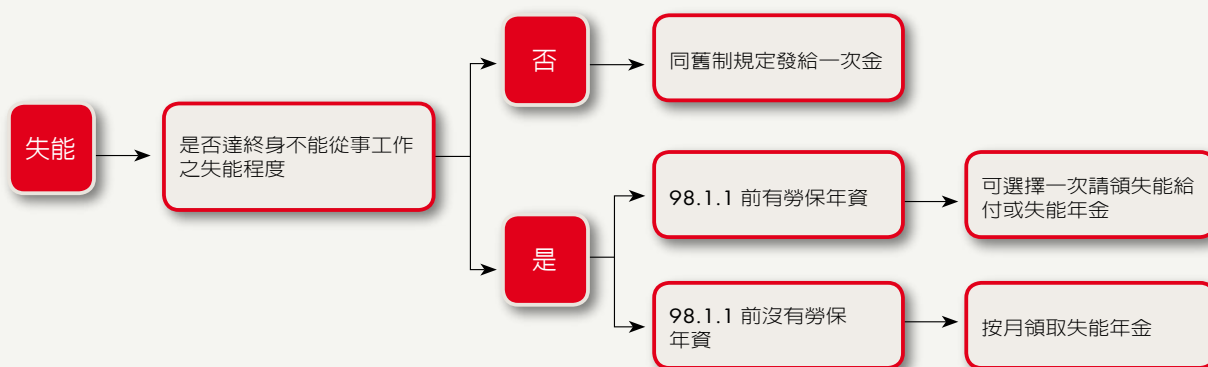 失能
是否達終身不能從事工作
之失能程度
否
同舊制規定發給一次金
是
98.1.1 前有勞保年資
可選擇一次請領失能給
付或失能年金
98.1.1 前沒有勞保
年資
按月領取失能年金